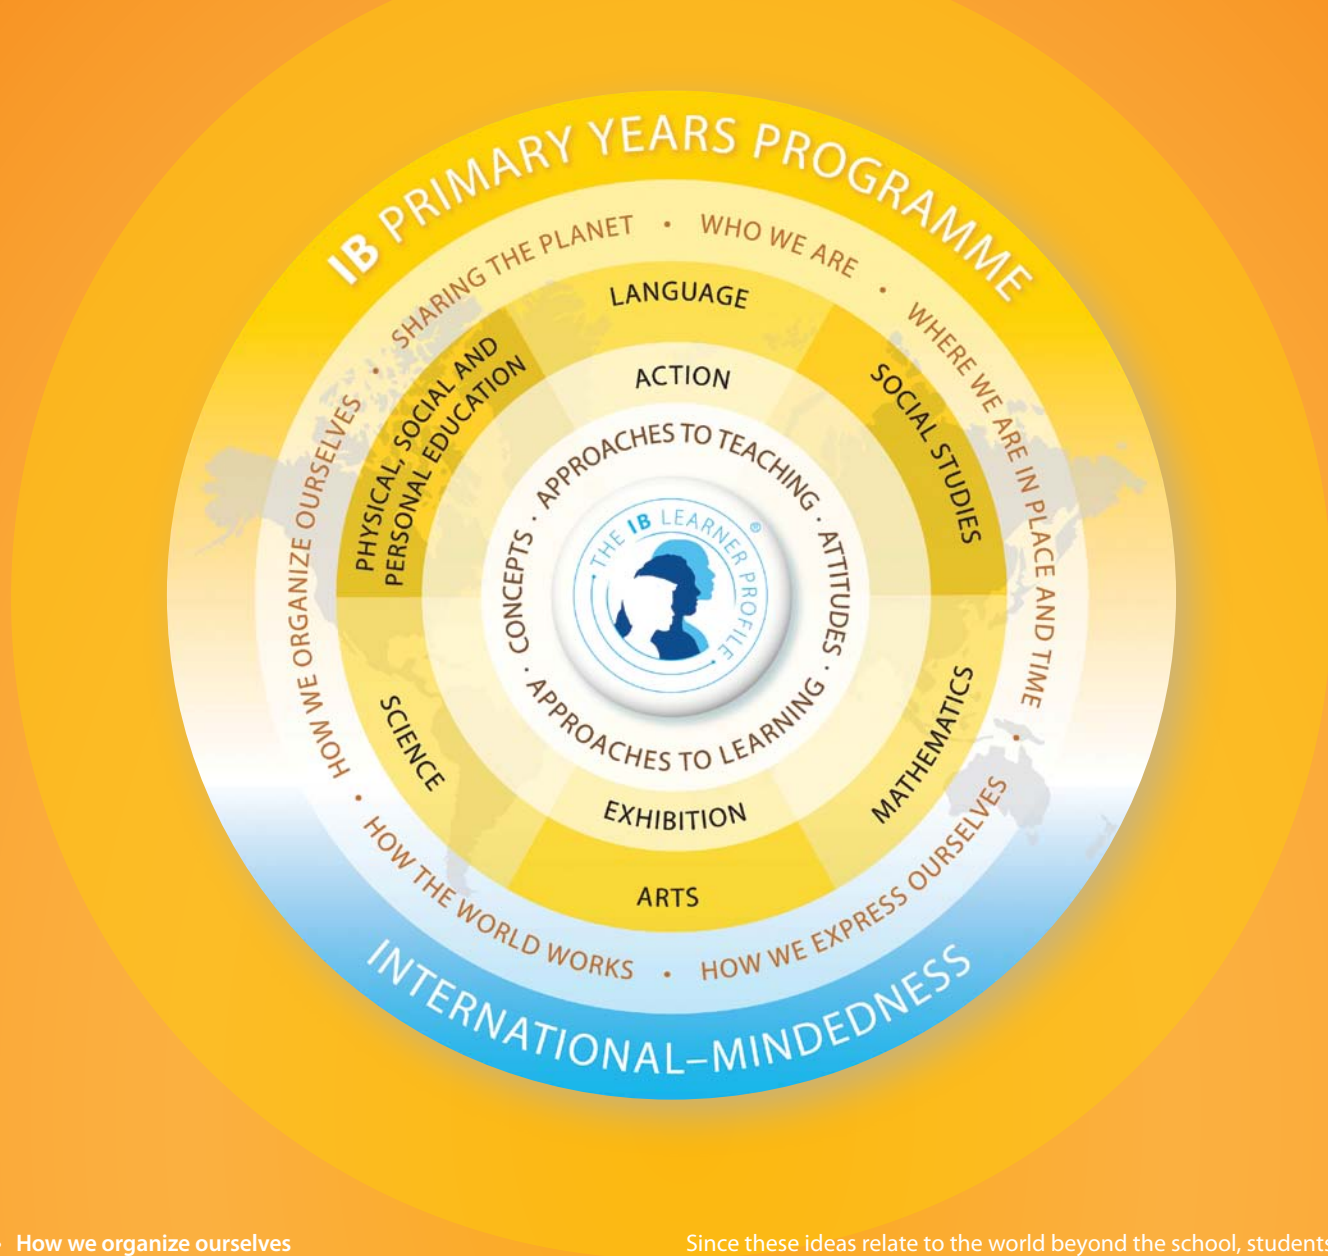 IB PRIMARY YEARS PROGRAMME
SHARING THE PLANET • WHO WE ARE • WHERE WE ARE IN PLACE AND TIME • HOW WE EXPRESS OURSELVES • HOW THE WORLD WORKS • HOW WE ORGANIZE OURSELVES •
LANGUAGE
SOCIAL STUDIES
MATHEMATICS
ARTS
SCIENCE
PHYSICAL, SOCIAL AND
PERSONAL EDUCATION
ACTION
EXHIBITION
APPROACHES TO TEACHING · ATTITUDES · APPROACHES TO LEARNING · CONCEPTS ·
THE IB LEARNER PROFILE ®
INTERNATIONAL–MINDEDNESS
• How we organize ourselves
Since these ideas relate to the world beyond the school, students